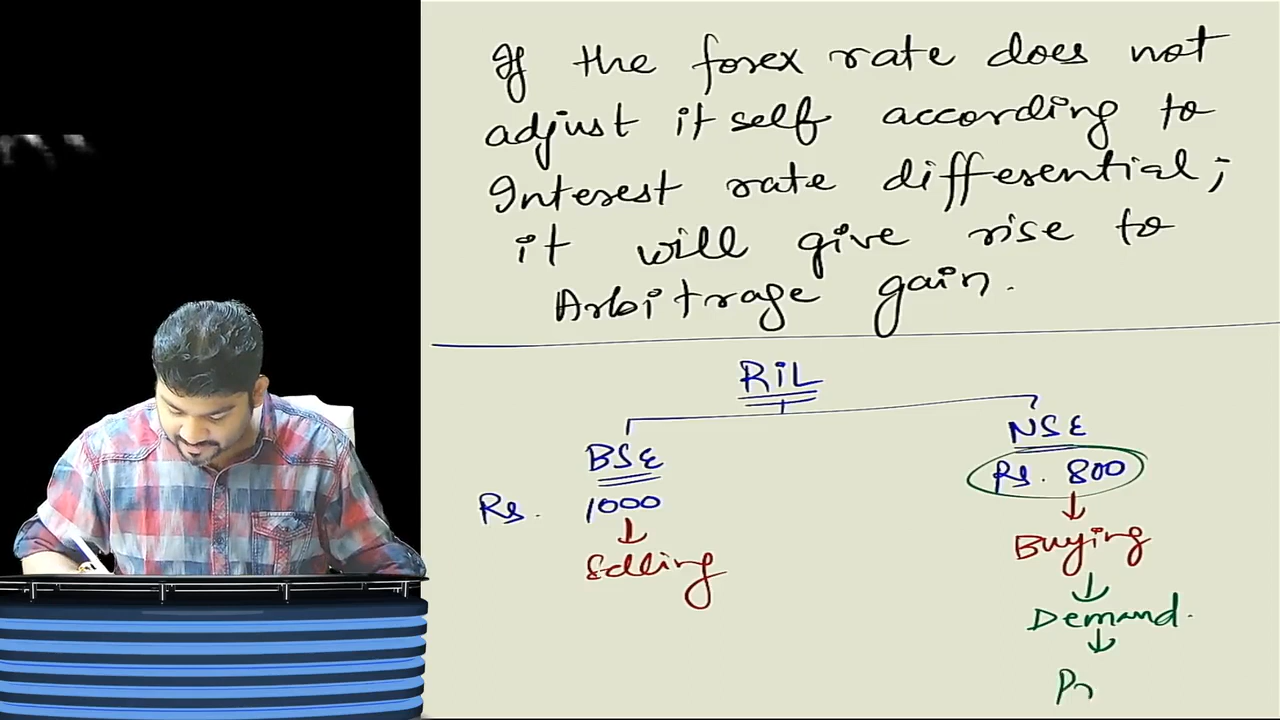 If the forex rate does not
adjust itself according to
Interest rate differential;
it will give rise to
Arbitrage gain.
RIL
BSE
Rs. 1000
Selling
NSE
Rs. 800
Buying
Demand.
Pr